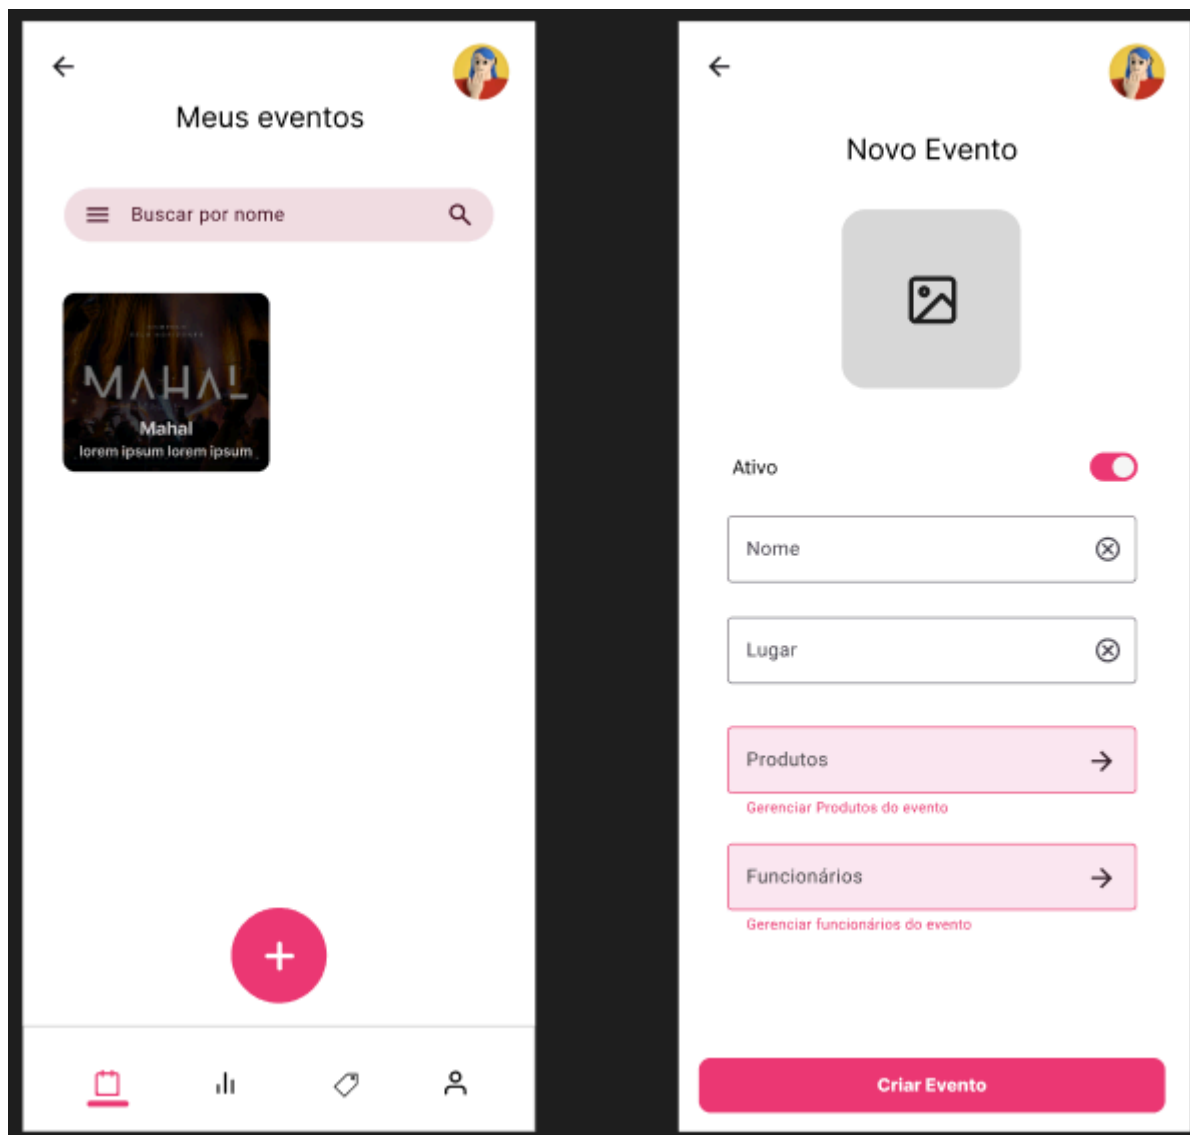 Meus eventos
Buscar por nome
MAHAL
Mahal
lorem ipsum lorem ipsum
Novo Evento
Ativo
Nome
Lugar
Produtos
Gerenciar Produtos do evento
Funcionários
Gerenciar funcionários do evento
Criar Evento